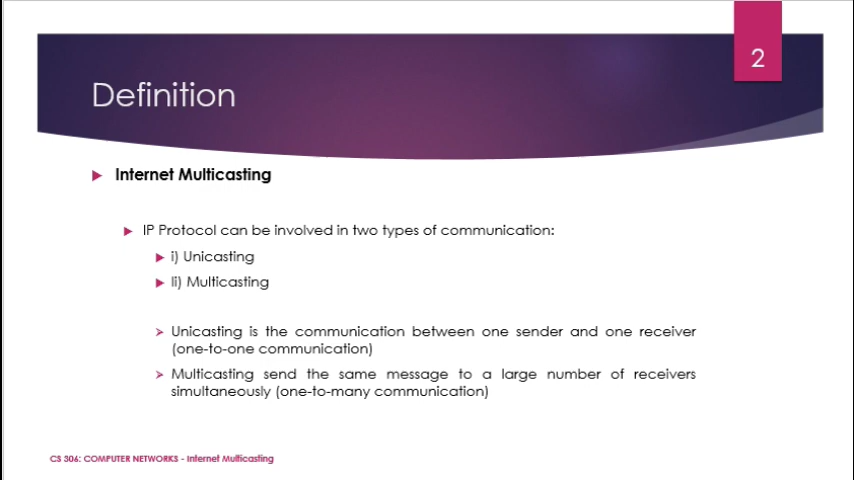 2
Definition
Internet Multicasting
IP Protocol can be involved in two types of communication:
i) Unicasting
Ii) Multicasting
Unicasting is the communication between one sender and one receiver
(one-to-one communication)
Multicasting send the same message to a large number of receivers
simultaneously (one-to-many communication)
CS 306: COMPUTER NETWORKS - Internet Multicasting